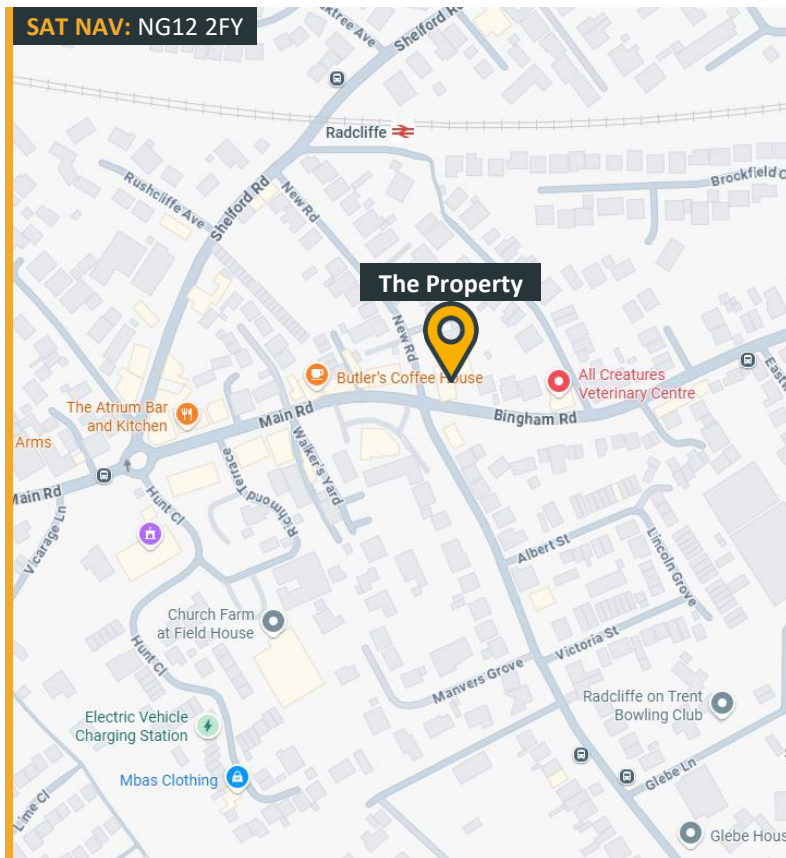 SAT NAV: NG12 2FY
Shelford Rd
Radcliffe
Rushcliffe Ave
Shelford Rd
New Rd
Brockfield C
The Property
New Rd
Butler's Coffee House
All Creatures
Veterinary Centre
The Atrium Bar
and Kitchen
Main Rd
Bingham Rd
Arms
Walker's Yard
Richmond Terrace
Main Rd
Hunt Cl
Vicarage Ln
Albert St
Lincoln Grove
Church Farm
at Field House
Hunt Cl
Victoria St
Manvers Grove
Radcliffe on Trent
Bowling Club
Electric Vehicle
Charging Station
Mbas Clothing
Glebe Ln
Lime Cl
Glebe Hous